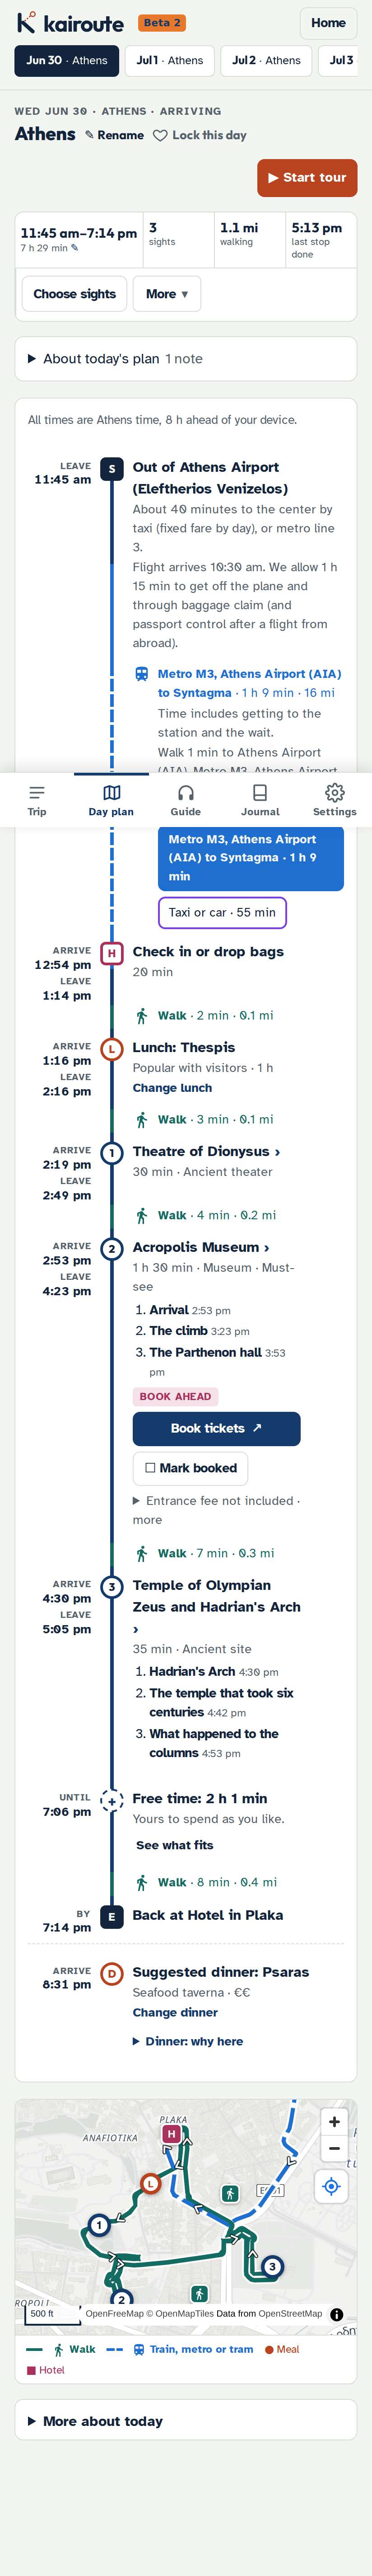 kairoute Beta 2 Home
Jun 30 · Athens Jul 1 · Athens Jul 2 · Athens Jul 3
WED JUN 30 · ATHENS · ARRIVING
Athens ✎ Rename ♡ Lock this day
▶ Start tour
11:45 am–7:14 pm
7 h 29 min ✎
3
sights
1.1 mi
walking
5:13 pm
last stop
done
Choose sights More ▾
▶ About today's plan 1 note
All times are Athens time, 8 h ahead of your device.
LEAVE
11:45 am
S
Out of Athens Airport
(Eleftherios Venizelos)
About 40 minutes to the center by
taxi (fixed fare by day), or metro line
3.
Flight arrives 10:30 am. We allow 1 h
15 min to get off the plane and
through baggage claim (and
passport control after a flight from
abroad).
Metro M3, Athens Airport (AIA)
to Syntagma · 1 h 9 min · 16 mi
Time includes getting to the
station and the wait.
Walk 1 min to Athens Airport
(AIA), Metro M3, Athens Airport
Trip Day plan Guide Journal Settings
Metro M3, Athens Airport
(AIA) to Syntagma · 1 h 9
min
Taxi or car · 55 min
ARRIVE
12:54 pm
LEAVE
1:14 pm
H
Check in or drop bags
20 min
Walk · 2 min · 0.1 mi
ARRIVE
1:16 pm
LEAVE
2:16 pm
L
Lunch: Thespis
Popular with visitors · 1 h
Change lunch
Walk · 3 min · 0.1 mi
ARRIVE
2:19 pm
LEAVE
2:49 pm
1
Theatre of Dionysus ›
30 min · Ancient theater
Walk · 4 min · 0.2 mi
ARRIVE
2:53 pm
LEAVE
4:23 pm
2
Acropolis Museum ›
1 h 30 min · Museum · Must-
see
1. Arrival 2:53 pm
2. The climb 3:23 pm
3. The Parthenon hall 3:53
pm
BOOK AHEAD
Book tickets ↗
☐ Mark booked
▶ Entrance fee not included ·
more
Walk · 7 min · 0.3 mi
ARRIVE
4:30 pm
LEAVE
5:05 pm
3
Temple of Olympian
Zeus and Hadrian's Arch
›
35 min · Ancient site
1. Hadrian's Arch 4:30 pm
2. The temple that took six
centuries 4:42 pm
3. What happened to the
columns 4:53 pm
UNTIL
7:06 pm
+
Free time: 2 h 1 min
Yours to spend as you like.
See what fits
Walk · 8 min · 0.4 mi
BY
7:14 pm
E
Back at Hotel in Plaka
ARRIVE
8:31 pm
D
Suggested dinner: Psaras
Seafood taverna · €€
Change dinner
▶ Dinner: why here
PLAKA
ANAFIOTIKA
H
L
1
2
3
+
−
500 ft
OpenFreeMap © OpenMapTiles Data from OpenStreetMap
Walk Train, metro or tram Meal
Hotel
▶ More about today